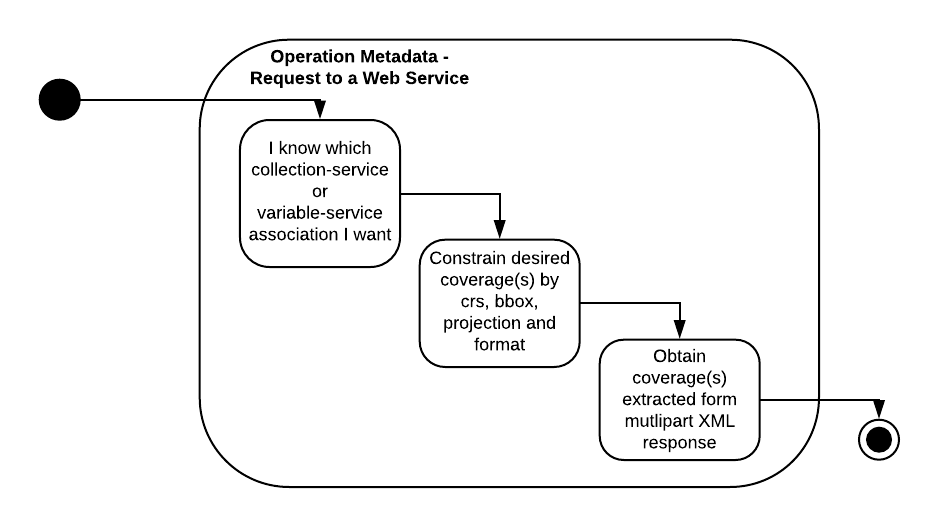 Operation Metadata -
Request to a Web Service
I know which
collection-service
or
variable-service
association I want
Constrain desired
coverage(s) by
crs, bbox,
projection and
format
Obtain
coverage(s)
extracted form
mutlipart XML
response